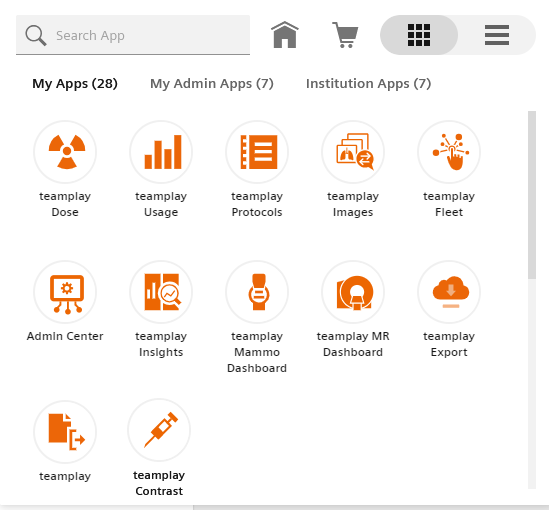 Search App
My Apps (28)
My Admin Apps (7)
Institution Apps (7)
teamplay
Dose
teamplay
Usage
teamplay
Protocols
teamplay
Images
teamplay
Fleet
Admin Center
teamplay
Insights
teamplay
Mammo
Dashboard
teamplay MR
Dashboard
teamplay
Export
teamplay
teamplay
Contrast